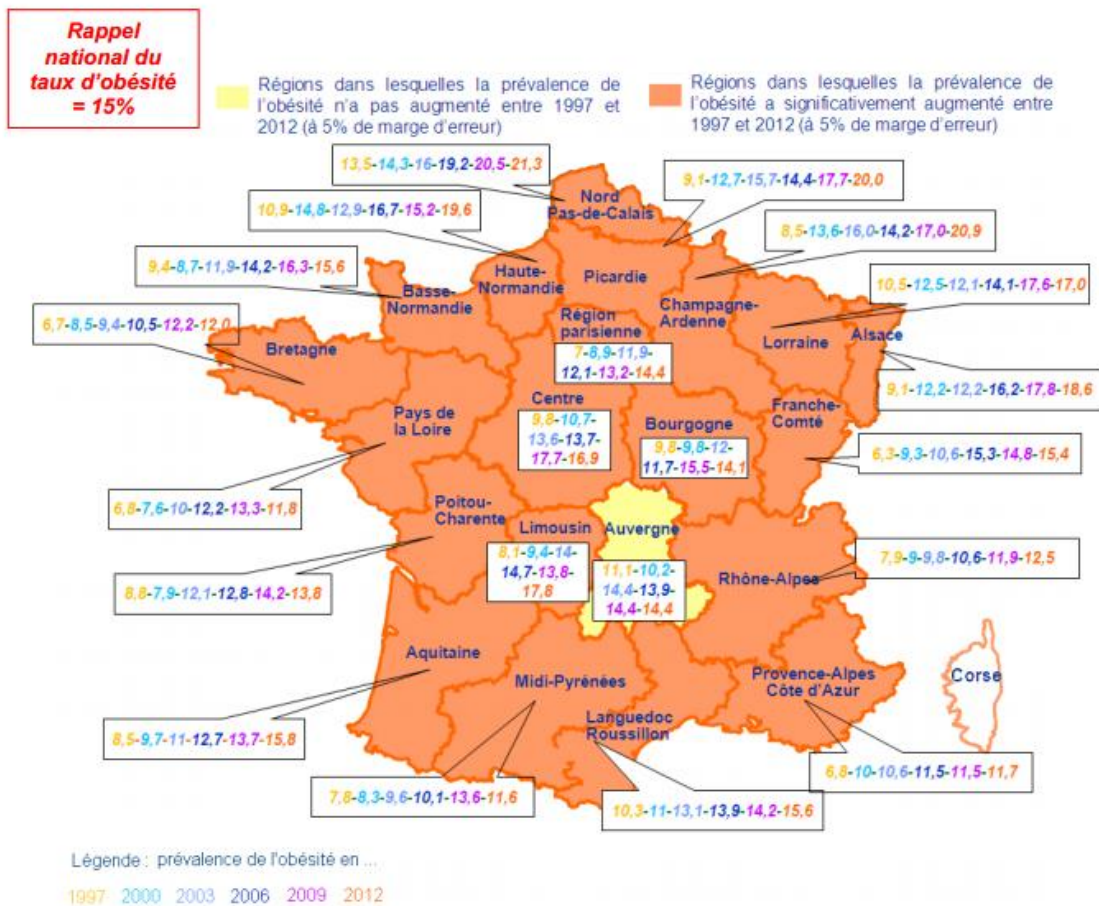 Rappel
national du
taux d'obésité
= 15%
Régions dans lesquelles la prévalence de
l'obésité n'a pas augmenté entre 1997 et
2012 (à 5% de marge d'erreur)
Régions dans lesquelles la prévalence de
l'obésité a significativement augmenté entre
1997 et 2012 (à 5% de marge d'erreur)
13,5-14,3-16-19,2-20,5-21,3
9,1-12,7-15,7-14,4-17,7-20,0
Nord
Pas-de-Calais
10,9-14,8-12,9-16,7-15,2-19,6
8,5-13,6-16,0-14,2-17,0-20,9
9,4-8,7-11,9-14,2-16,3-15,6
Haute-
Normandie
Picardie
10,5-12,5-12,1-14,1-17,6-17,0
Basse-
Normandie
Champagne-
Ardenne
6,7-8,5-9,4-10,5-12,2-12,0
Région
parisienne
7-8,9-11,9-
12,1-13,2-14,4
Lorraine
Alsace
Bretagne
9,1-12,2-12,2-16,2-17,8-18,6
Pays de
la Loire
Centre
9,8-10,7-
13,6-13,7-
17,7-16,9
Bourgogne
9,8-9,8-12-
11,7-15,5-14,1
Franche-
Comté
6,3-9,3-10,6-15,3-14,8-15,4
6,8-7,6-10-12,2-13,3-11,8
Poitou-
Charente
Limousin
8,1-9,4-14-
14,7-13,8-
17,8
Auvergne
11,1-10,2-
14,4-13,9-
14,4-14,4
7,9-9-9,8-10,6-11,9-12,5
Rhône-Alpes
8,8-7,9-12,1-12,8-14,2-13,8
Aquitaine
Midi-Pyrénées
Provence-Alpes
Côte d'Azur
Corse
Languedoc
Roussillon
8,5-9,7-11-12,7-13,7-15,8
6,8-10-10,6-11,5-11,5-11,7
7,8-8,3-9,6-10,1-13,6-11,6
10,3-11-13,1-13,9-14,2-15,6
Légende : prévalence de l'obésité en ...
1997 2000 2003 2006 2009 2012